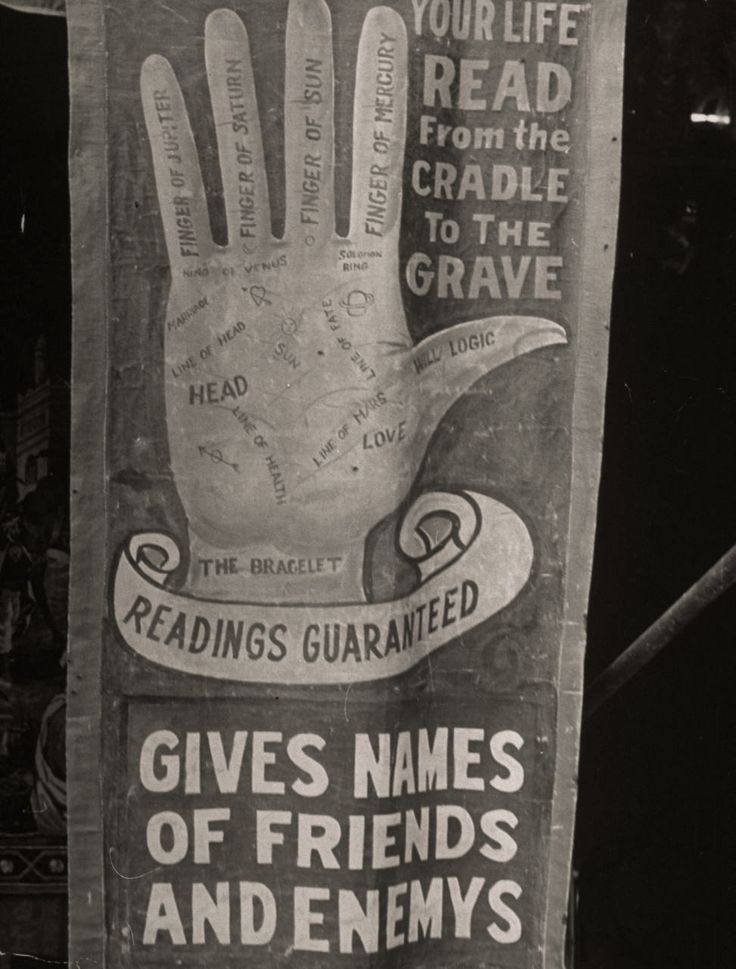 YOUR LIFE
READ
From the
CRADLE
To THE
GRAVE
FINGER OF JUPITER
FINGER OF SATURN
FINGER OF SUN
FINGER OF MERCURY
RING OF VENUS
SOLOMON
RING
MARRIAGE
LINE OF HEAD
SUN
LINE OF FATE
WILL LOGIC
HEAD
LINE OF HEALTH
LINE OF MARS
LOVE
THE BRACELET
READINGS GUARANTEED
GIVES NAMES
OF FRIENDS
AND ENEMYS